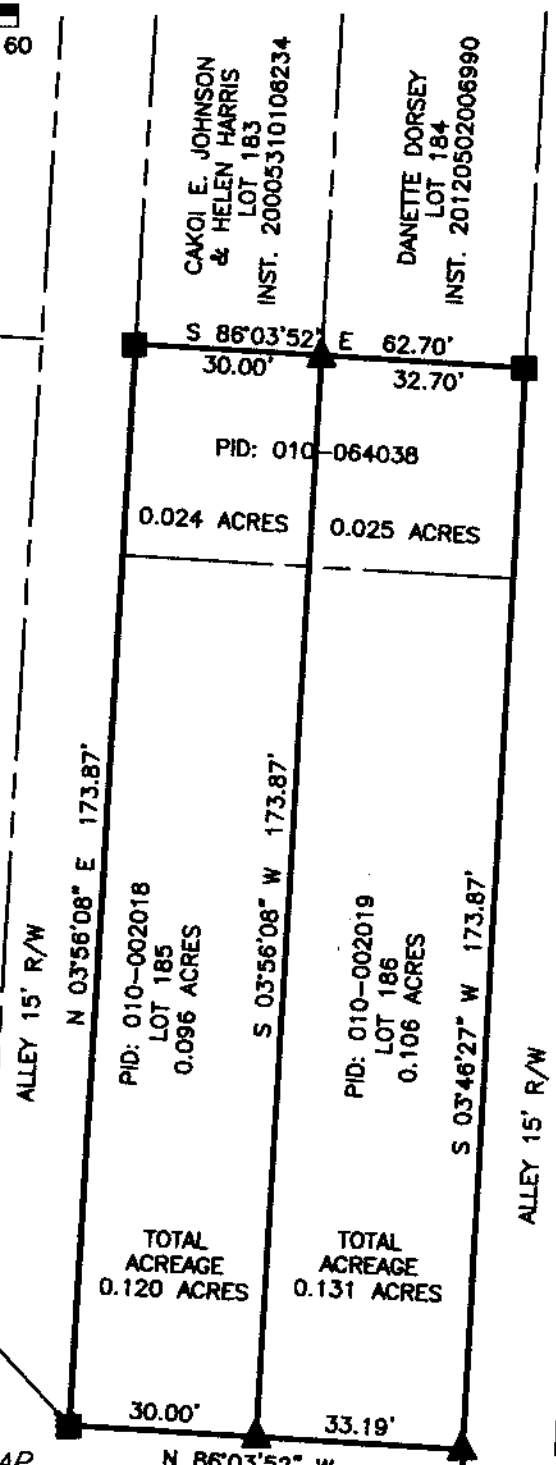 60
CAKOI E. JOHNSON
& HELEN HARRIS
LOT 183
INST. 20005310106234
DANETTE DORSEY
LOT 184
INST. 20120502006990
S 86°03'52" E 62.70'
30.00'
32.70'
PID: 010-064038
0.024 ACRES
0.025 ACRES
ALLEY 15' R/W
N 03°56'08" E 173.87'
PID: 010-002018
LOT 185
0.096 ACRES
S 03°56'08" W 173.87'
PID: 010-002019
LOT 186
0.106 ACRES
S 03°46'27" W 173.87'
ALLEY 15' R/W
TOTAL
ACREAGE
0.120 ACRES
TOTAL
ACREAGE
0.131 ACRES
30.00'
33.19'
N 86°03'52" W